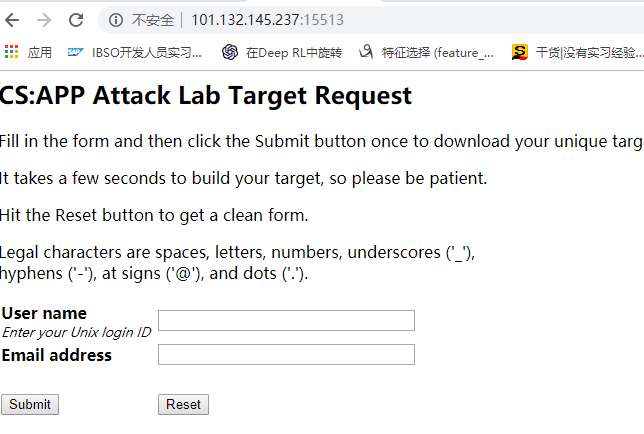 不安全 | 101.132.145.237:15513
应用 IBSO开发人员实习... 在Deep RL中旋转 特征选择 (feature_... 干货|没有实习经验...
CS:APP Attack Lab Target Request
Fill in the form and then click the Submit button once to download your unique targ
It takes a few seconds to build your target, so please be patient.
Hit the Reset button to get a clean form.
Legal characters are spaces, letters, numbers, underscores ('_'),
hyphens ('-'), at signs ('@'), and dots ('.').
User name
Enter your Unix login ID
Email address
Submit Reset